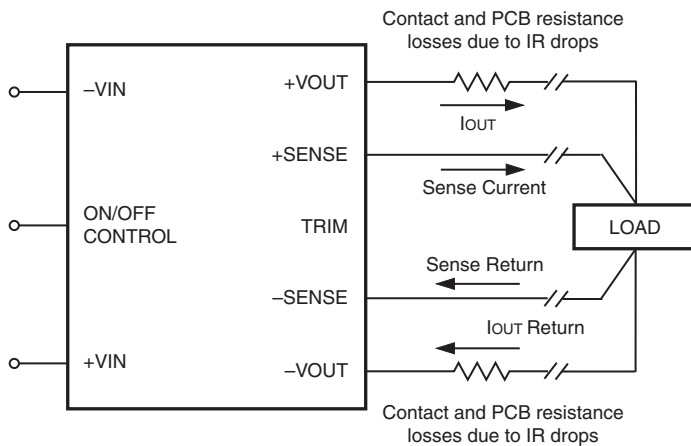 Contact and PCB resistance
losses due to IR drops
–VIN
+VOUT
IOUT
+SENSE
Sense Current
ON/OFF
CONTROL
TRIM
LOAD
Sense Return
–SENSE
IOUT Return
+VIN
–VOUT
Contact and PCB resistance
losses due to IR drops